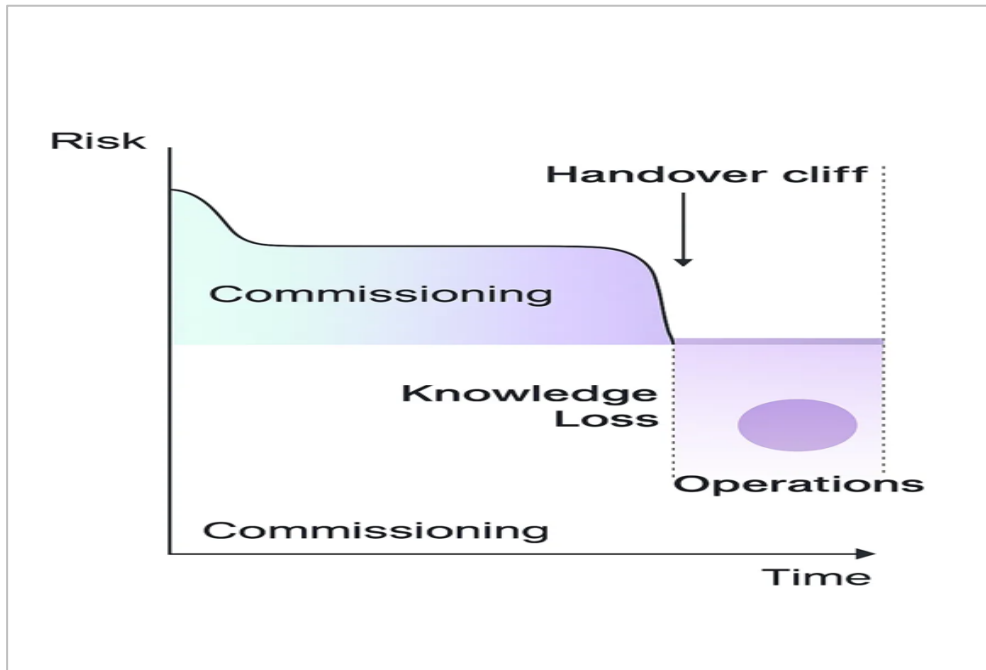 Risk
Handover cliff
Commissioning
Knowledge
Loss
Operations
Commissioning
Time